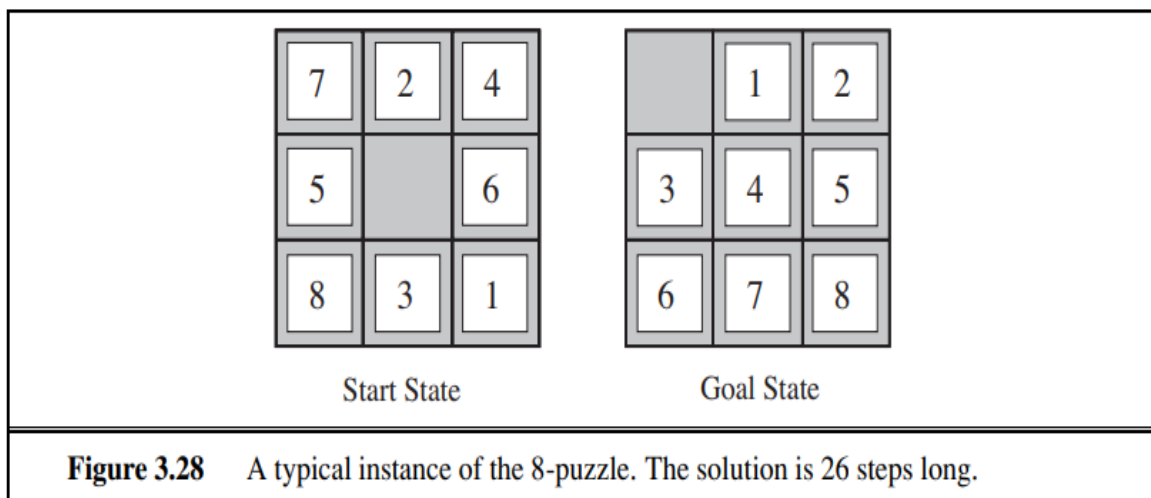 7 2 4 1 2
5 6 3 4 5
8 3 1 6 7 8
Start State Goal State
Figure 3.28 A typical instance of the 8-puzzle. The solution is 26 steps long.